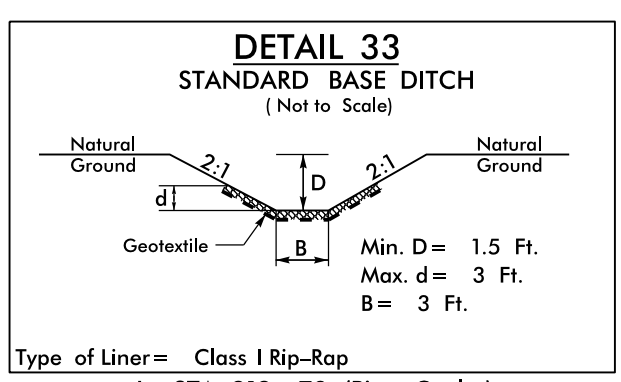 DETAIL 33
STANDARD BASE DITCH
( Not to Scale)
Natural
Ground
2:1
2:1
Natural
Ground
D
d
Geotextile
B
Min. D= 1.5 Ft.
Max. d= 3 Ft.
B= 3 Ft.
Type of Liner= Class I Rip-Rap